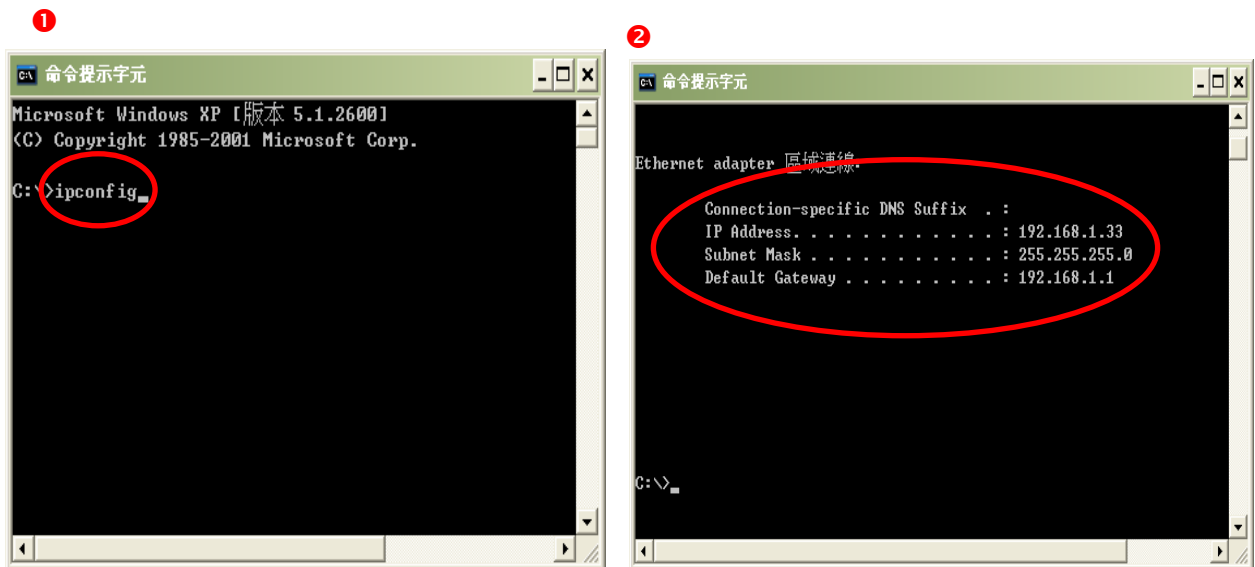 ❶
命令提示字元
Microsoft Windows XP [版本 5.1.2600]
(C) Copyright 1985-2001 Microsoft Corp.
C:\>ipconfig_
❷
命令提示字元
Ethernet adapter 區域連線:
Connection-specific DNS Suffix . :
IP Address. . . . . . . . . . . . : 192.168.1.33
Subnet Mask . . . . . . . . . . . : 255.255.255.0
Default Gateway . . . . . . . . . : 192.168.1.1
C:\>_